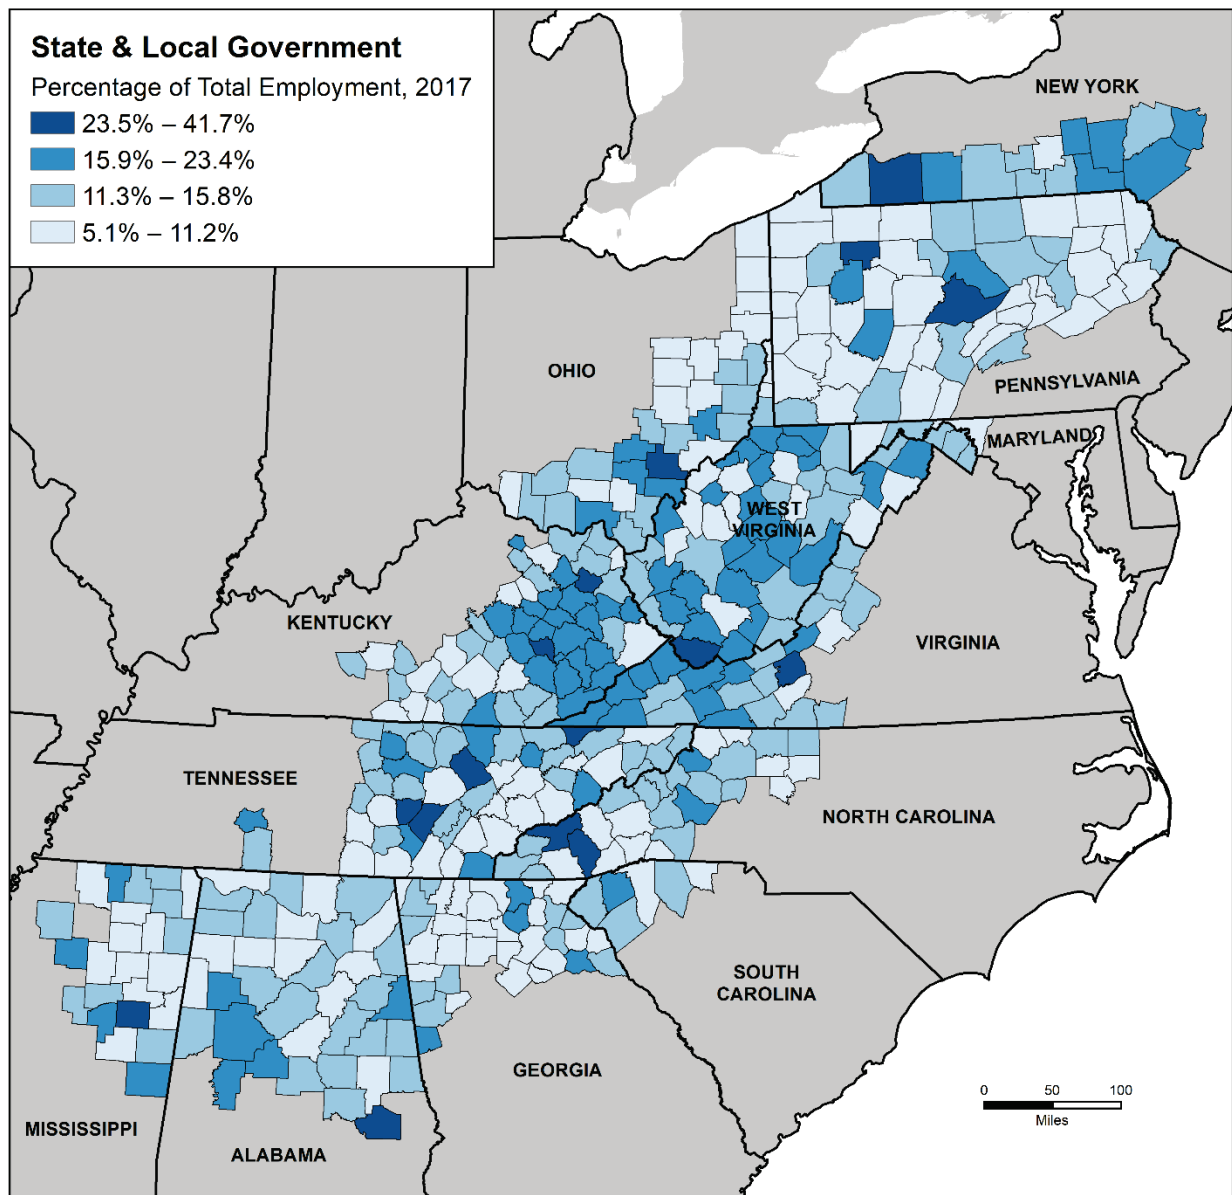 State & Local Government
Percentage of Total Employment, 2017
23.5% – 41.7%
15.9% – 23.4%
11.3% – 15.8%
5.1% – 11.2%
NEW YORK
OHIO
PENNSYLVANIA
MARYLAND
WEST
VIRGINIA
KENTUCKY
VIRGINIA
TENNESSEE
NORTH CAROLINA
SOUTH
CAROLINA
GEORGIA
MISSISSIPPI
ALABAMA
0 50 100
Miles